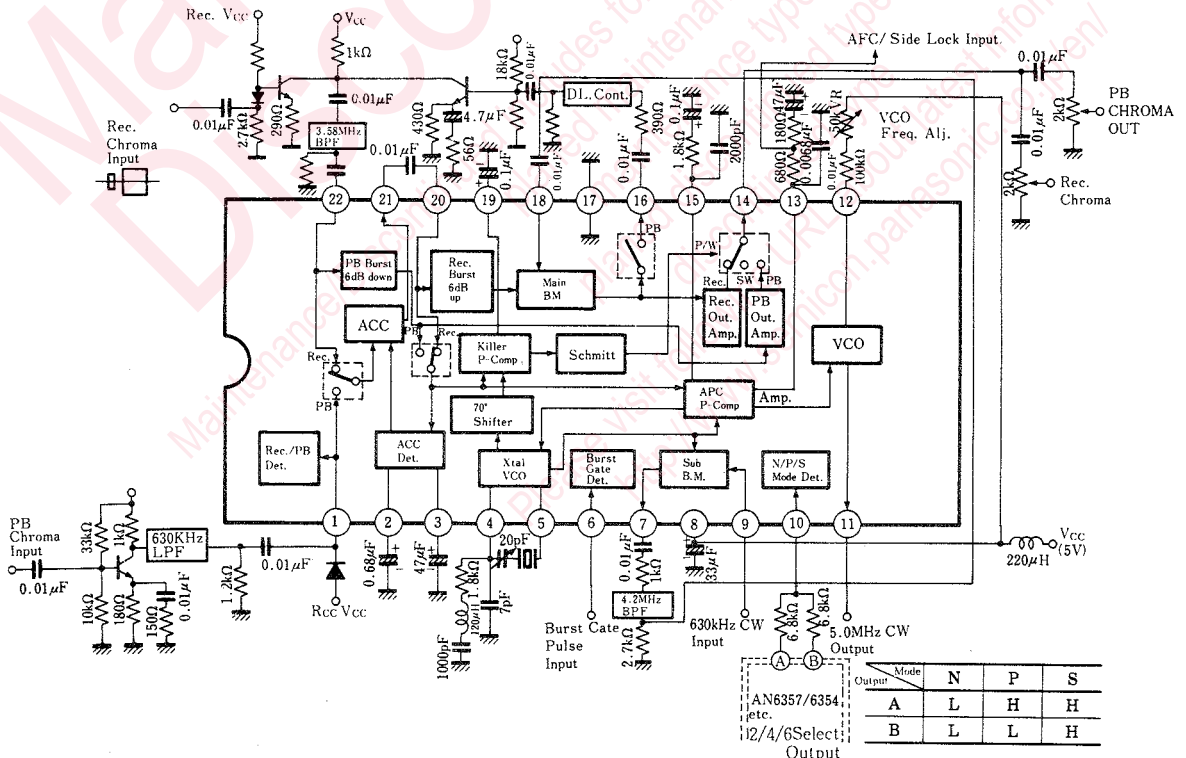 Rec. VCC
VCC
1kΩ
AFC/ Side Lock Input.
0.01μF
2kΩ
PB
CHROMA
OUT
0.01μF
2kΩ
Rec.
Chroma
Rec.
Chroma
Input
0.01μF
2.7kΩ
290Ω
0.01μF
3.58MHz
BPF
0.01μF
430Ω
4.7μF
56Ω
0.1μF
18kΩ
0.01μF
0.01μF
DL. Cont.
390Ω
0.01μF
0.1μF
1.8kΩ
2000pF
47μF
180Ω
680Ω
0.0068μF
0.01μF
50k VR
100kΩ
VCO
Freq. Alj.
22
21
20
19
18
17
16
15
14
13
12
PB Burst
6dB down
Rec.
Burst
6dB
up
Main
BM
PB
P/W
Rec.
SW
PB
Rec.
Out.
Amp.
PB
Out.
Amp.
VCO
ACC
PB
Rec.
Killer
P-Comp
Schmitt
Rec.
PB
APC
P-Comp
Amp.
70°
Shifter
Rec./PB
Det.
ACC
Det.
Xtal
VCO
Burst
Gate
Det.
Sub
B.M.
N/P/S
Mode Det.
1
2
3
4
5
6
7
8
9
10
11
PB
Chroma
Input
0.01μF
33kΩ
1kΩ
10kΩ
180Ω
150Ω
0.01μF
630KHz
LPF
1.2kΩ
0.01μF
RCC VCC
0.68μF
47μF
20pF
1.8kΩ
120μH
7pF
1000pF
Burst Gate
Pulse
Input
0.01μF
1kΩ
4.2MHz
BPF
2.7kΩ
33μF
630kHz CW
Input
6.8kΩ
6.8kΩ
5.0MHz CW
Output
220μH
VCC
(5V)
A
B
AN6357/6354
etc.
12/4/6Select
Output
Output Mode N P S
A L H H
B L L H